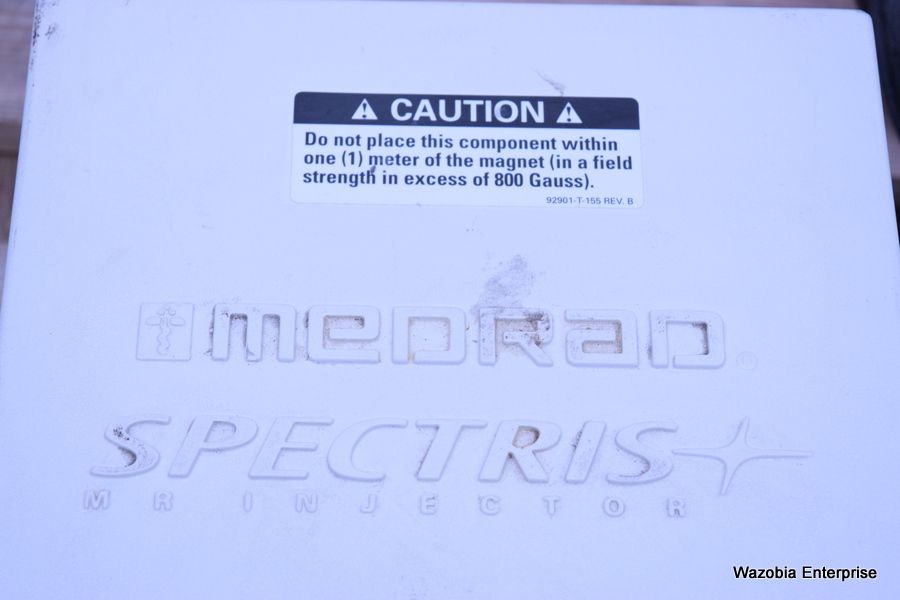 CAUTION
Do not place this component within
one (1) meter of the magnet (in a field
strength in excess of 800 Gauss).
92901-T-155 REV. B
MEDRAD®
SPECTRIS
MR INJECTOR
Wazobia Enterprise